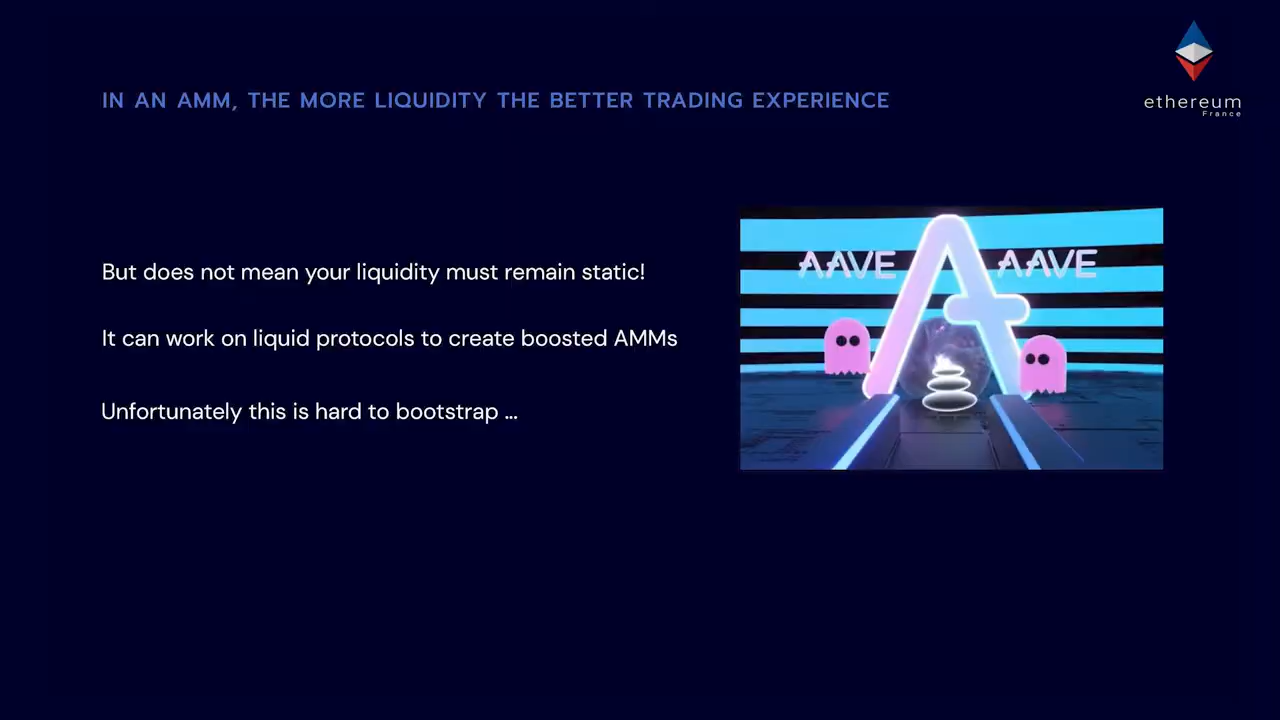 IN AN AMM, THE MORE LIQUIDITY THE BETTER TRADING EXPERIENCE
ethereum
France
But does not mean your liquidity must remain static!
It can work on liquid protocols to create boosted AMMs
Unfortunately this is hard to bootstrap ...
AAVE
AAVE